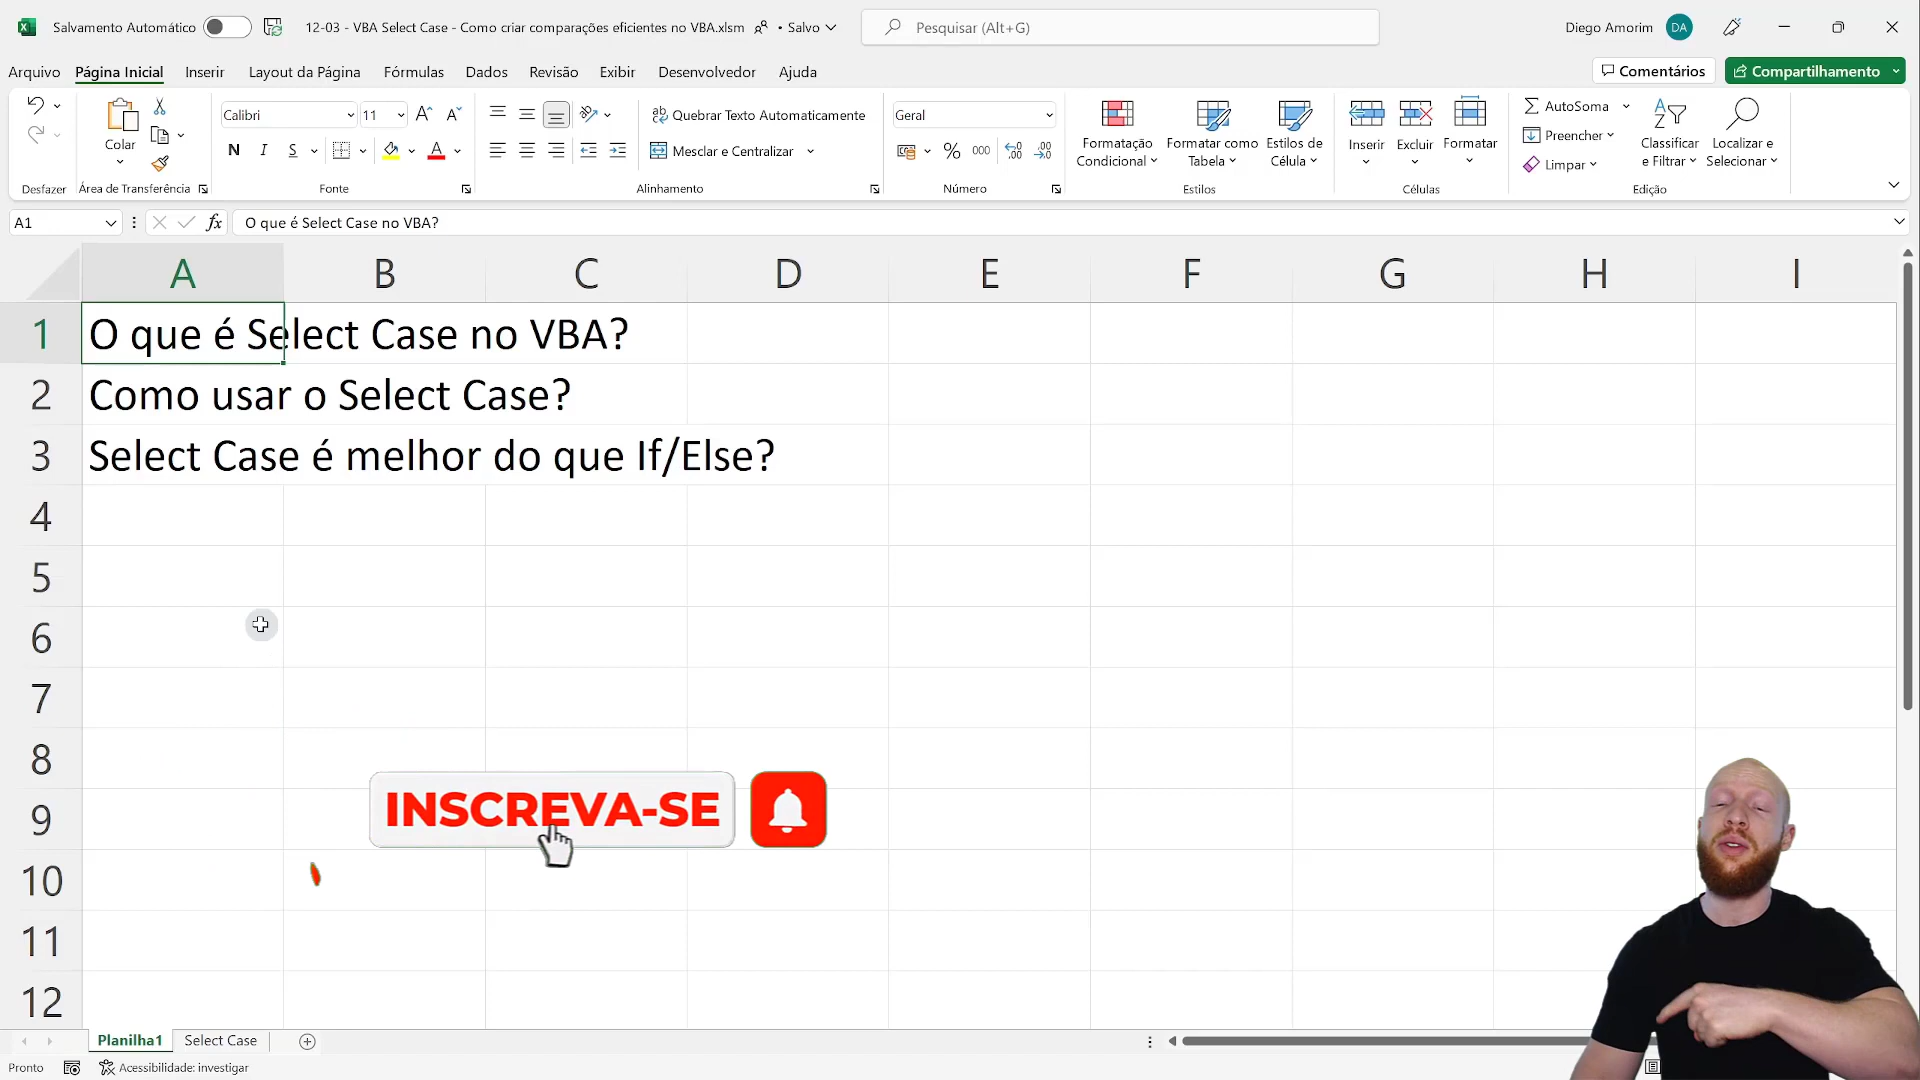 Salvamento Automático
12-03 - VBA Select Case - Como criar comparações eficientes no VBA.xlsm • Salvo
Pesquisar (Alt+G)
Diego Amorim DA
Arquivo Página Inicial Inserir Layout da Página Fórmulas Dados Revisão Exibir Desenvolvedor Ajuda
Comentários Compartilhamento
Colar
Calibri 11
N I S
Quebrar Texto Automaticamente
Mesclar e Centralizar
Geral
% 000
Formatação Condicional
Formatar como Tabela
Estilos de Célula
Inserir Excluir Formatar
AutoSoma
Preencher
Limpar
Classificar e Filtrar
Localizar e Selecionar
Desfazer Área de Transferência Fonte Alinhamento Número Estilos Células Edição
A1 fx O que é Select Case no VBA?
A B C D E F G H I
1 O que é Select Case no VBA?
2 Como usar o Select Case?
3 Select Case é melhor do que If/Else?
4
5
6
7
8
9
INSCREVA-SE
10
11
12
Planilha1 Select Case
Pronto Acessibilidade: investigar